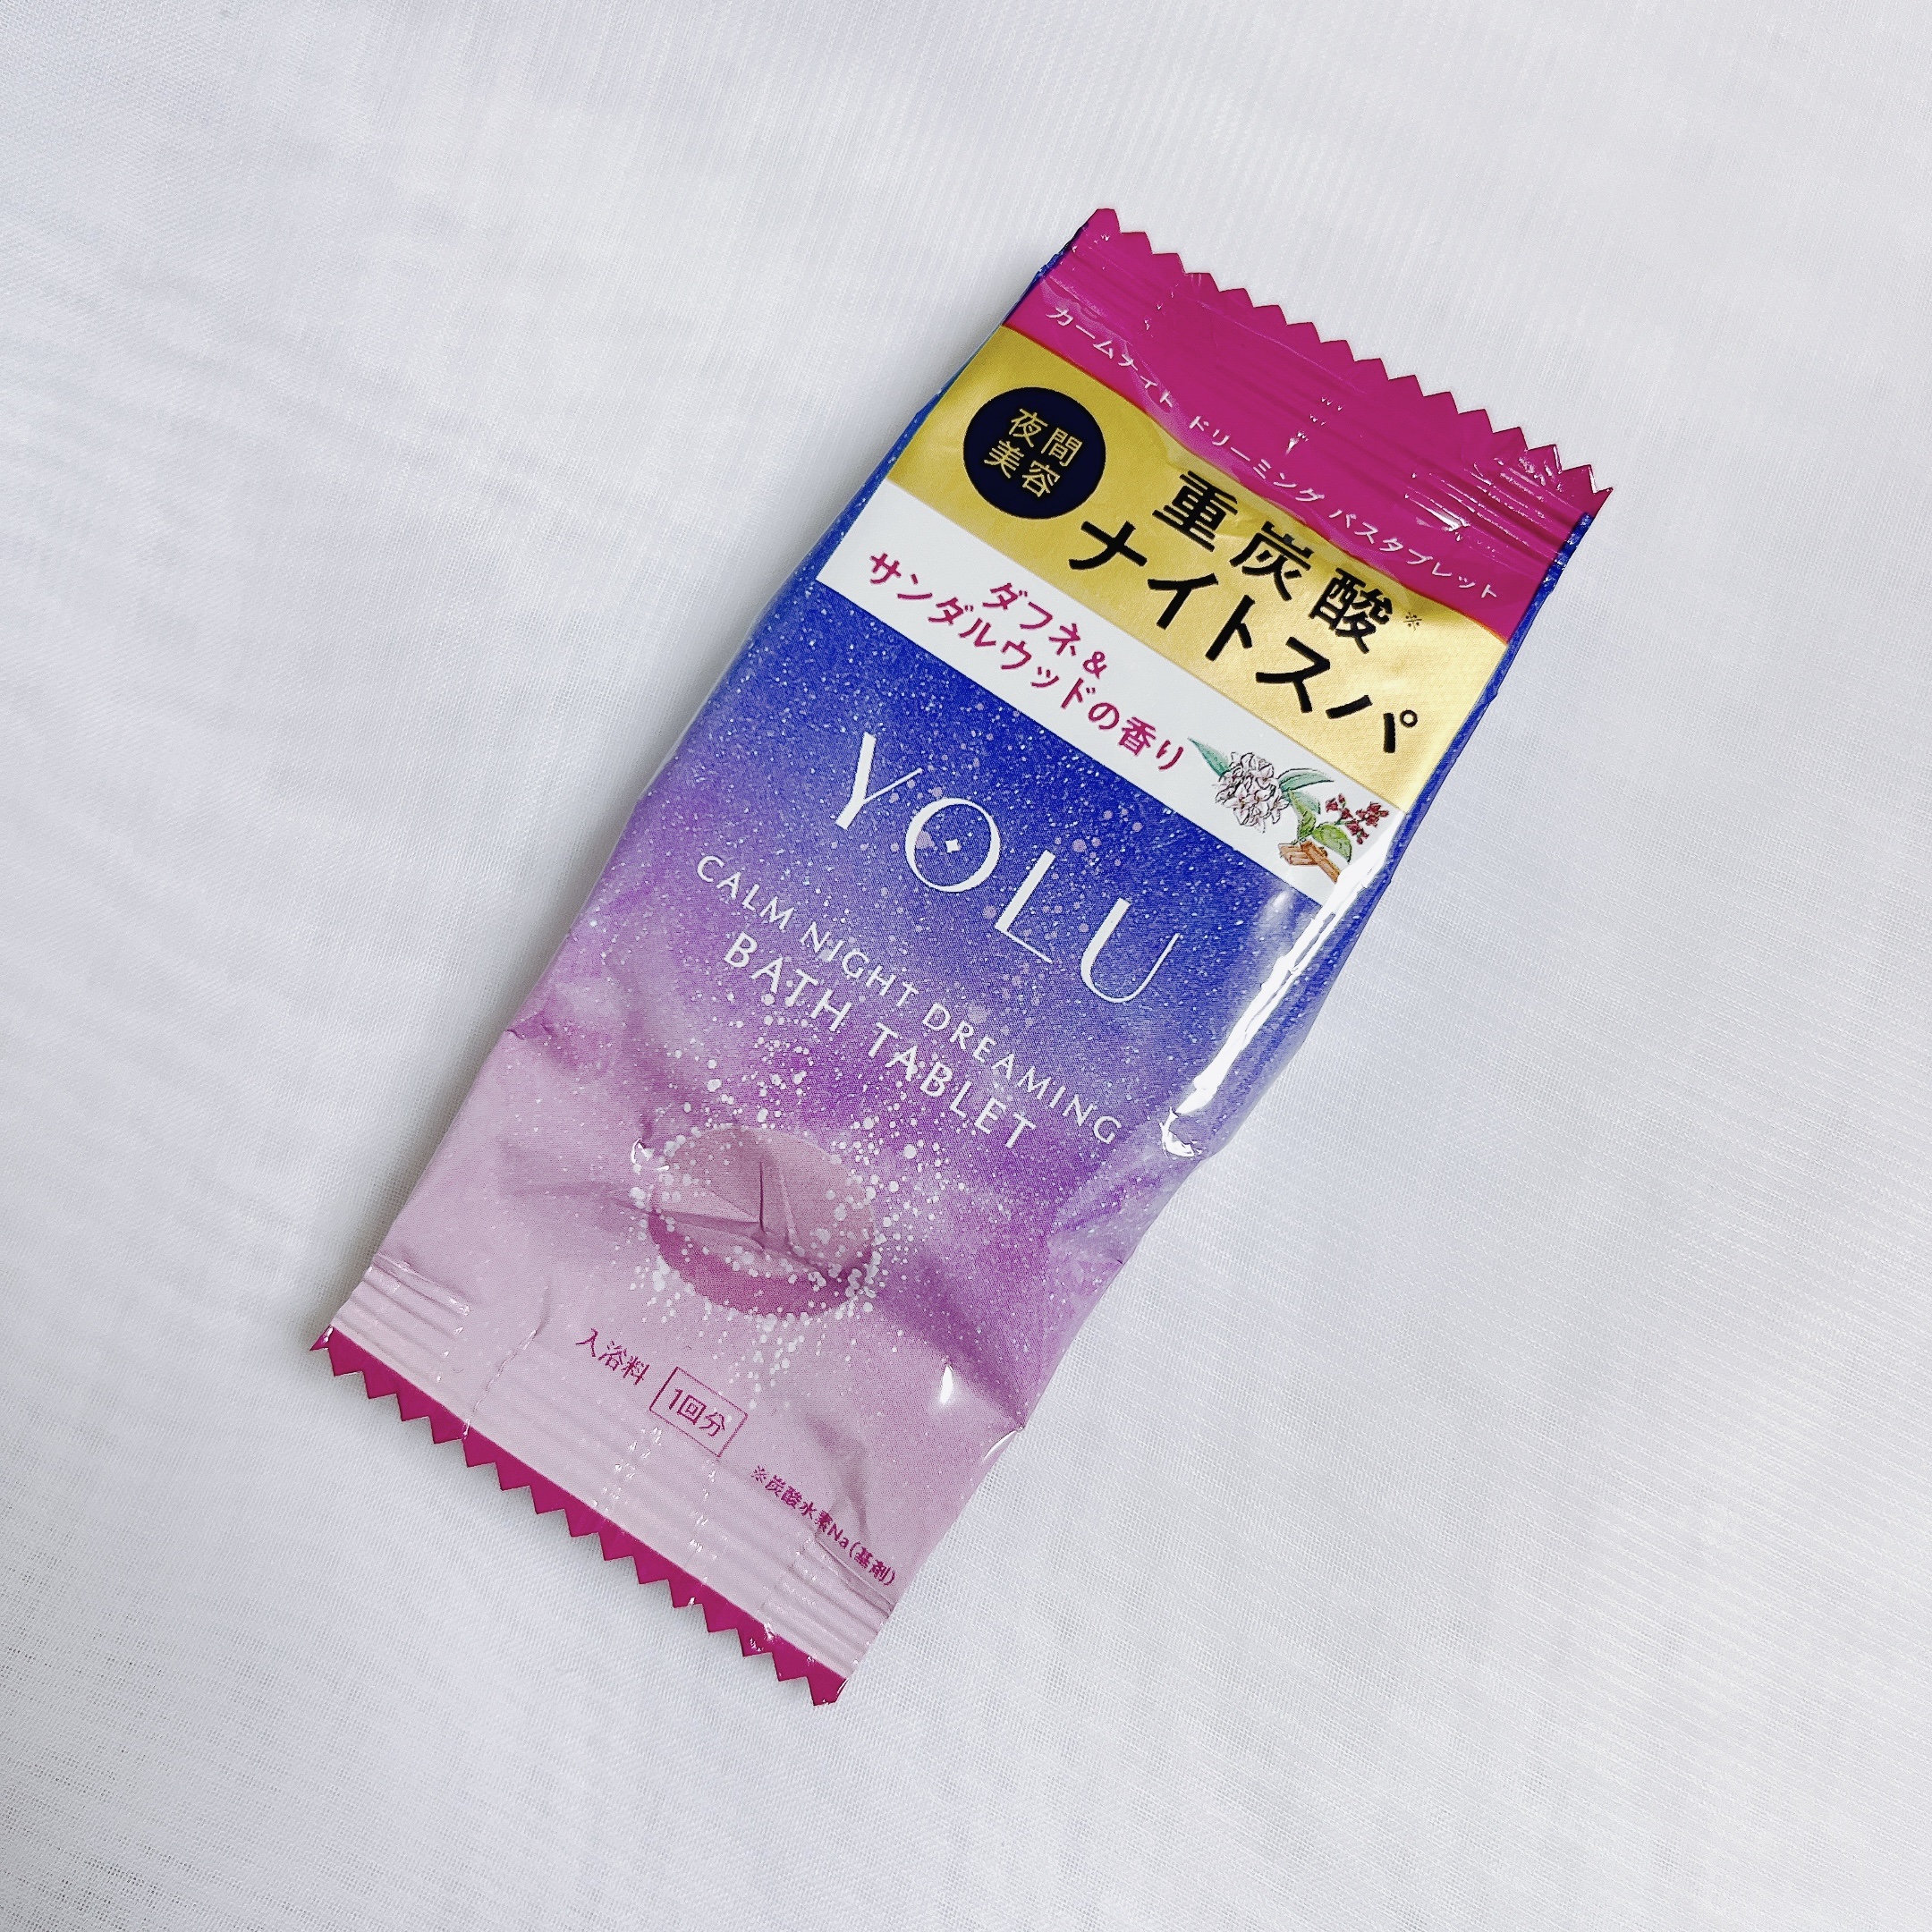 カームナイト ドリーミング バスタブレット
夜間
美容
重炭酸※
ナイトスパ
ダフネ&
サンダルウッドの香り
YOLU
CALM NIGHT DREAMING
BATH TABLET
入浴料 1回分
※炭酸水素Na(基剤)